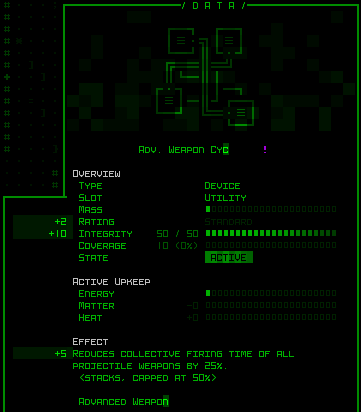 / D A T A /
Adv. Weapon Cyc !
Overview
Type Device
Slot Utility
Mass
+2 Rating Standard
+10 Integrity 50 / 50
Coverage 10 (0%)
State ACTIVE
Active Upkeep
Energy
Matter -0
Heat +0
Effect
+5 Reduces collective firing time of all
projectile weapons by 25%.
<stacks, capped at 50%>
Advanced Weapon